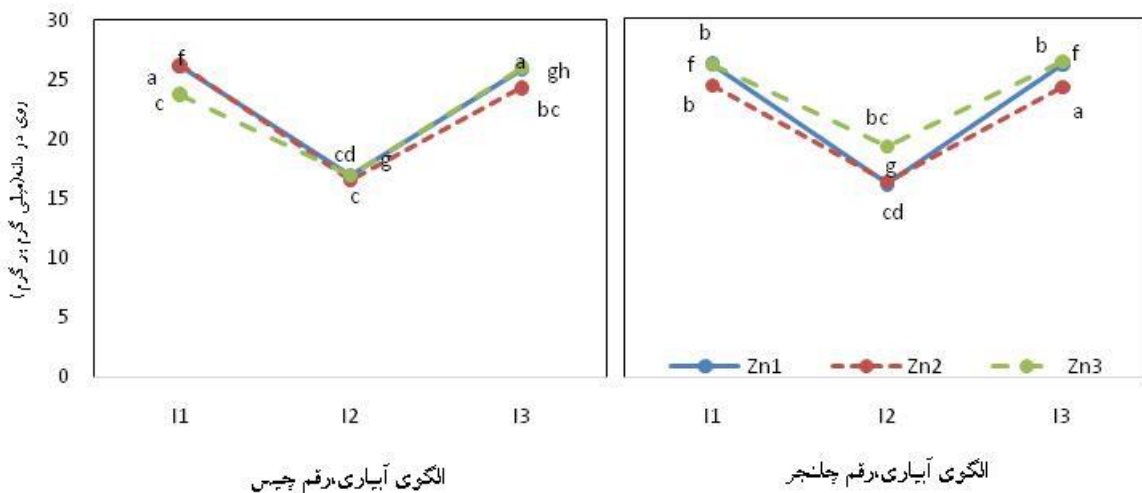 روی در دانه(میلی گرم بر گرم)
30
25
20
15
10
5
0
f
a
c
cd
g
c
a
gh
bc
I1 I2 I3
الگوی آبیاری،رقم چیس
b
f
b
bc
g
cd
b
f
a
Zn1 Zn2 Zn3
I1 I2 I3
الگوی آبیاری،رقم چلنجر